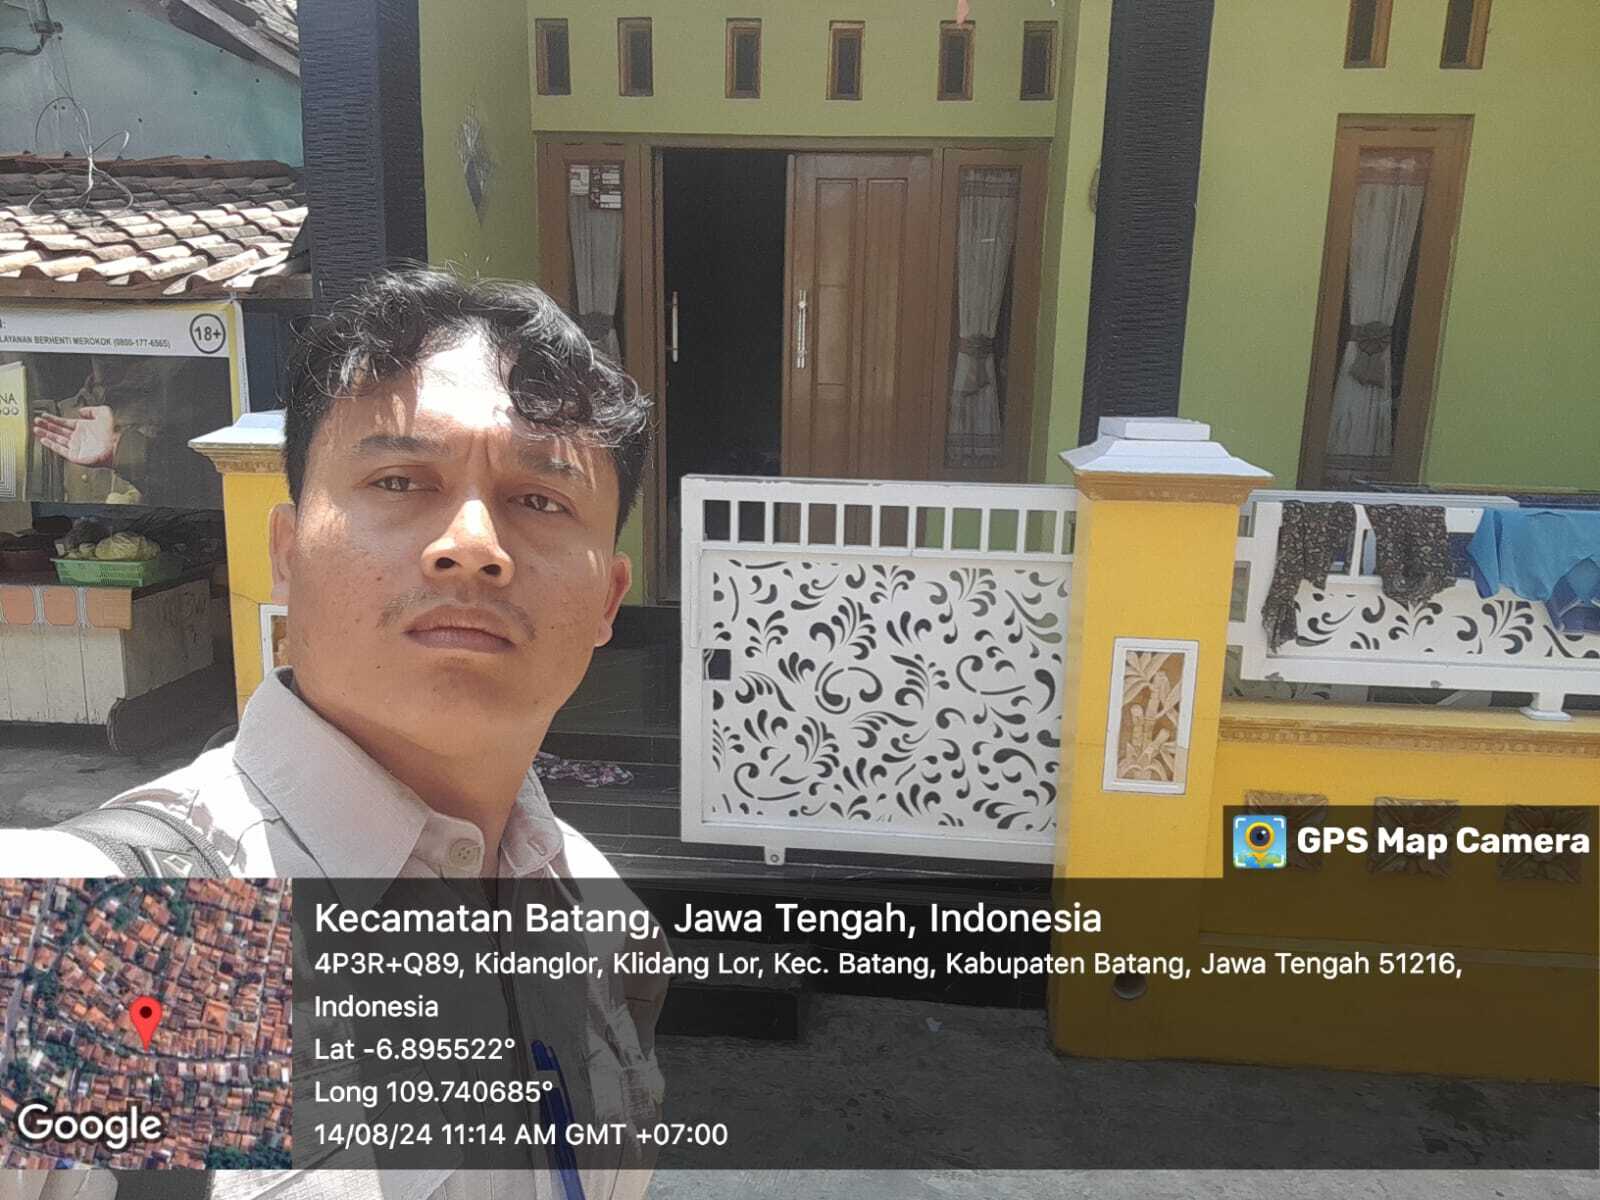 18+
LAYANAN BERHENTI MEROKOK (0800-177-6565)
NA
GPS Map Camera
Kecamatan Batang, Jawa Tengah, Indonesia
4P3R+Q89, Kidanglor, Klidang Lor, Kec. Batang, Kabupaten Batang, Jawa Tengah 51216,
Indonesia
Lat -6.895522°
Long 109.740685°
14/08/24 11:14 AM GMT +07:00
Google